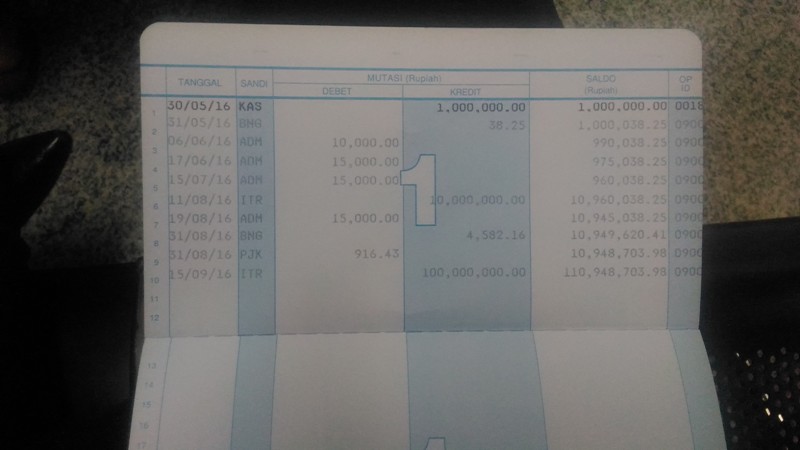 TANGGAL SANDI MUTASI (Rupiah) SALDO (Rupiah) OP ID
DEBET KREDIT
1 30/05/16 KAS 1,000,000.00 1,000,000.00 0018
2 31/05/16 BNG 38.25 1,000,038.25 0900
3 06/06/16 ADM 10,000.00 990,038.25 0900
4 17/06/16 ADM 15,000.00 975,038.25 0900
5 15/07/16 ADM 15,000.00 960,038.25 0900
6 11/08/16 ITR 10,000,000.00 10,960,038.25 0900
7 19/08/16 ADM 15,000.00 10,945,038.25 0900
8 31/08/16 BNG 4,582.16 10,949,620.41 0900
9 31/08/16 PJK 916.43 10,948,703.98 0900
10 15/09/16 ITR 100,000,000.00 110,948,703.98 0900
11
12
1
13
14
15
16
17